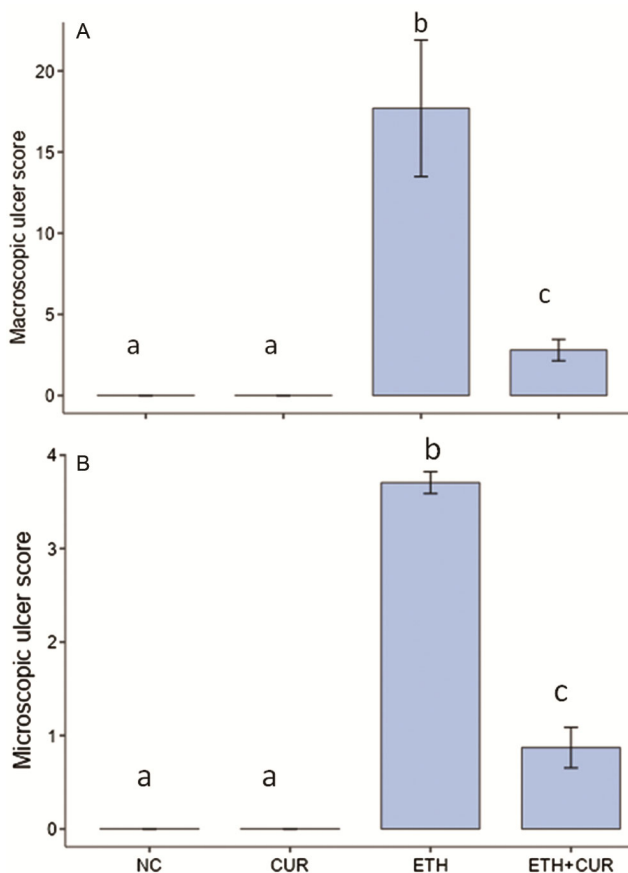 A
b
20
15
10
5
0
Macroscopic ulcer score
a
a
c
B
b
4
3
2
1
0
Microscopic ulcer score
a
a
c
NC CUR ETH ETH+CUR